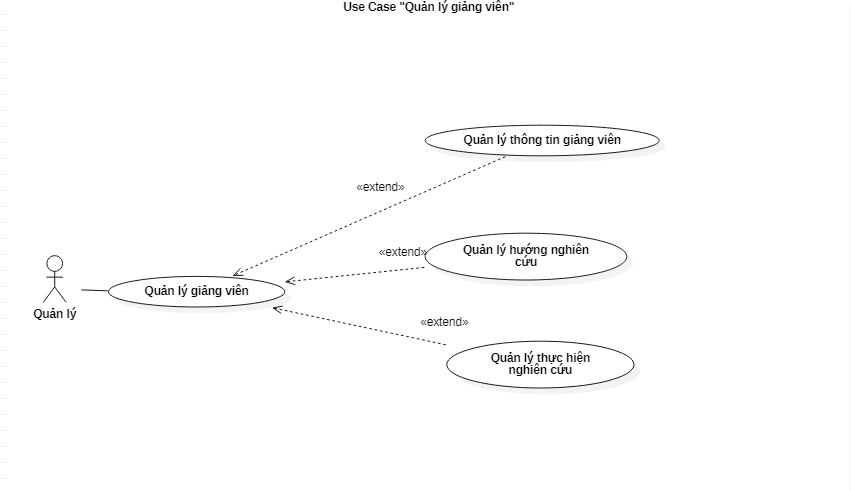 Use Case "Quản lý giảng viên"
Quản lý thông tin giảng viên
«extend»
«extend»
Quản lý hướng nghiên
cứu
Quản lý giảng viên
Quản lý
«extend»
Quản lý thực hiện
nghiên cứu